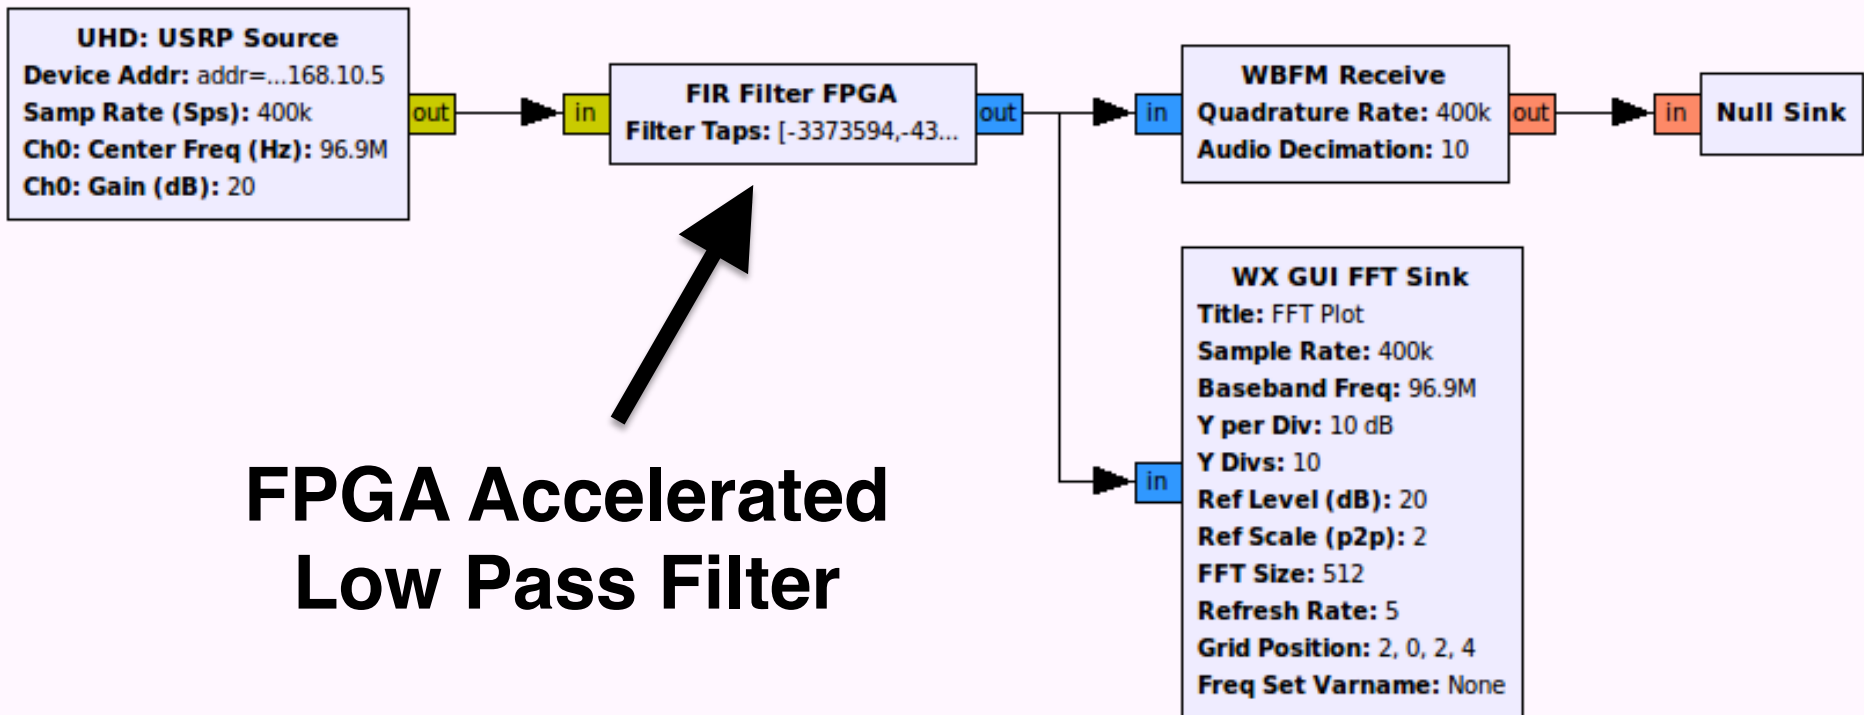 UHD: USRP Source
Device Addr: addr=...168.10.5
Samp Rate (Sps): 400k
Ch0: Center Freq (Hz): 96.9M
Ch0: Gain (dB): 20
out
in
FIR Filter FPGA
Filter Taps: [-3373594,-43...
out
in
WBFM Receive
Quadrature Rate: 400k
Audio Decimation: 10
out
in
Null Sink
in
WX GUI FFT Sink
Title: FFT Plot
Sample Rate: 400k
Baseband Freq: 96.9M
Y per Div: 10 dB
Y Divs: 10
Ref Level (dB): 20
Ref Scale (p2p): 2
FFT Size: 512
Refresh Rate: 5
Grid Position: 2, 0, 2, 4
Freq Set Varname: None
FPGA Accelerated
Low Pass Filter